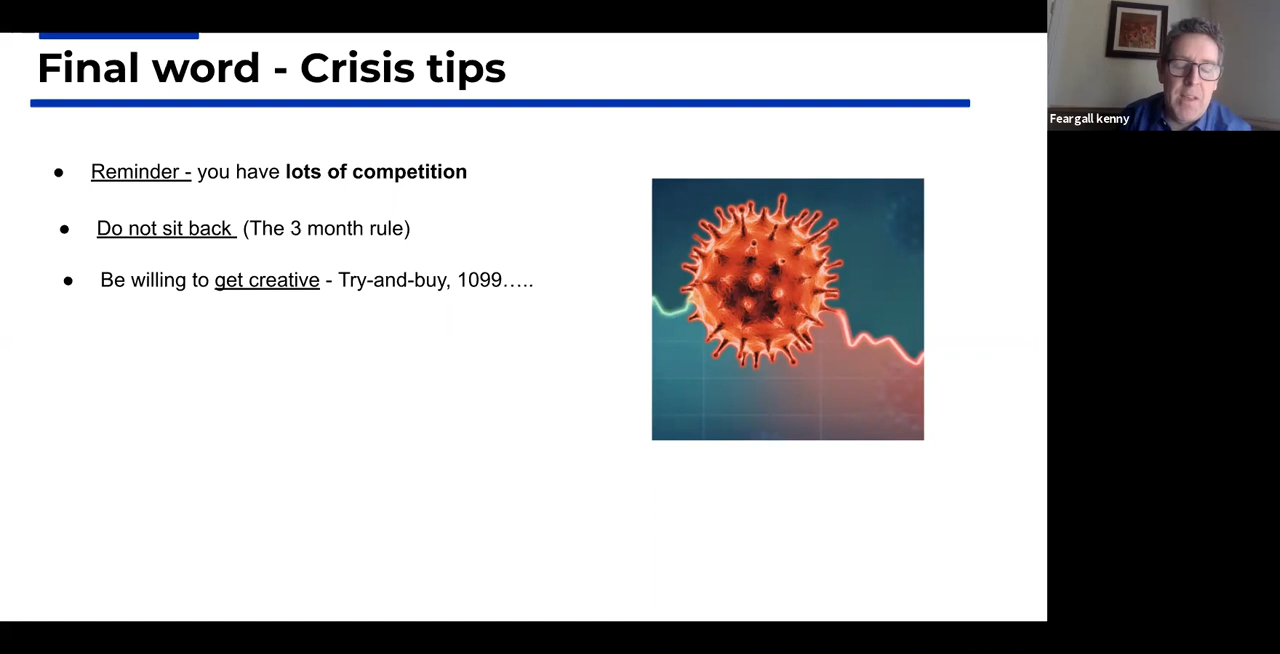 Final word - Crisis tips
Feargall kenny
● Reminder - you have lots of competition
● Do not sit back (The 3 month rule)
● Be willing to get creative - Try-and-buy, 1099…..